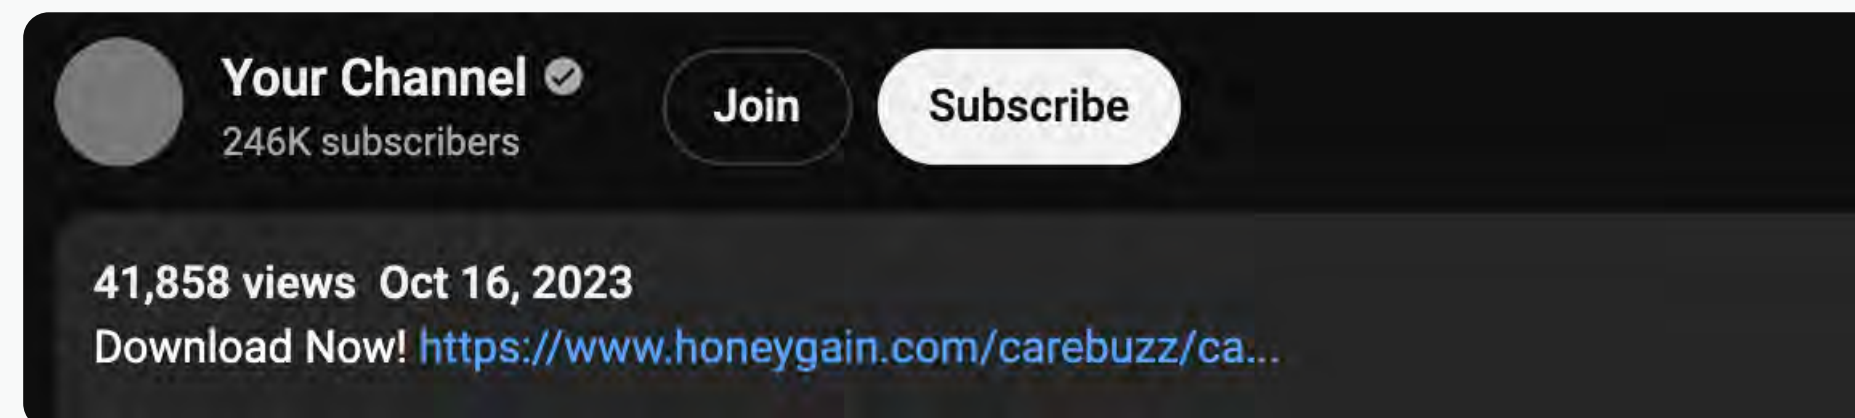 Your Channel
246K subscribers
Join
Subscribe
41,858 views Oct 16, 2023
Download Now! https://www.honeygain.com/carebuzz/ca...